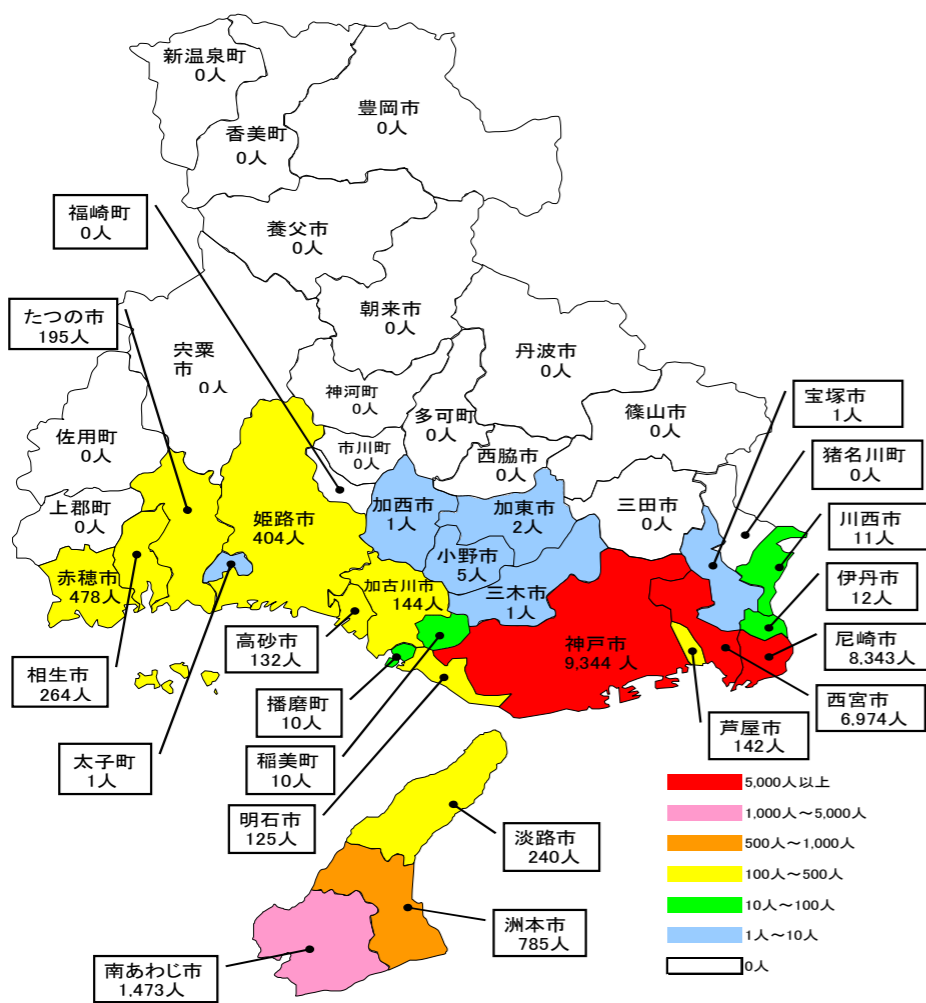 新温泉町
0人
香美町
0人
豊岡市
0人
福崎町
0人
養父市
0人
朝来市
0人
たつの市
195人
宍粟
市
0人
丹波市
0人
神河町
0人
多可町
0人
篠山市
0人
宝塚市
1人
佐用町
0人
市川町
0人
西脇市
0人
猪名川町
0人
上郡町
0人
姫路市
404人
加西市
1人
加東市
2人
三田市
0人
川西市
11人
赤穂市
478人
小野市
5人
加古川市
144人
三木市
1人
伊丹市
12人
高砂市
132人
神戸市
9,344 人
尼崎市
8,343人
相生市
264人
播磨町
10人
西宮市
6,974人
太子町
1人
稲美町
10人
芦屋市
142人
明石市
125人
淡路市
240人
洲本市
785人
南あわじ市
1,473人
5,000人以上
1,000人～5,000人
500人～1,000人
100人～500人
10人～100人
1人～10人
0人